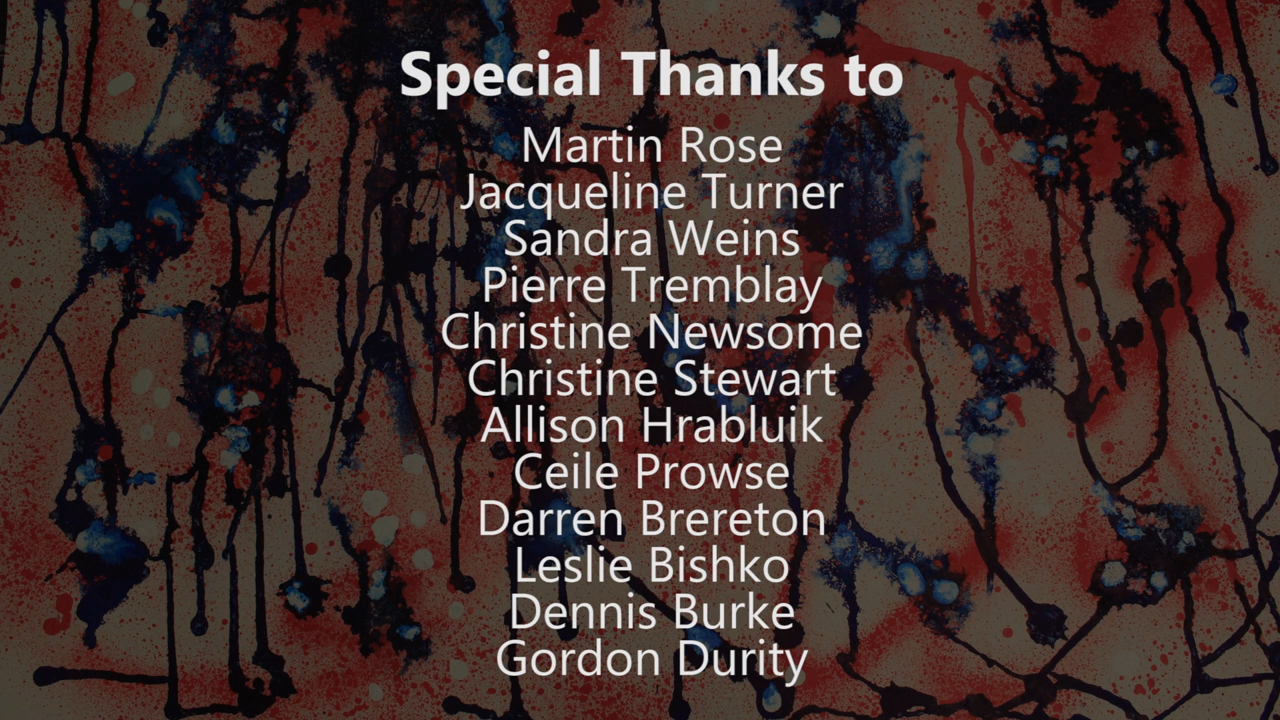 Special Thanks to
Martin Rose
Jacqueline Turner
Sandra Weins
Pierre Tremblay
Christine Newsome
Christine Stewart
Allison Hrabluik
Ceile Prowse
Darren Brereton
Leslie Bishko
Dennis Burke
Gordon Durity